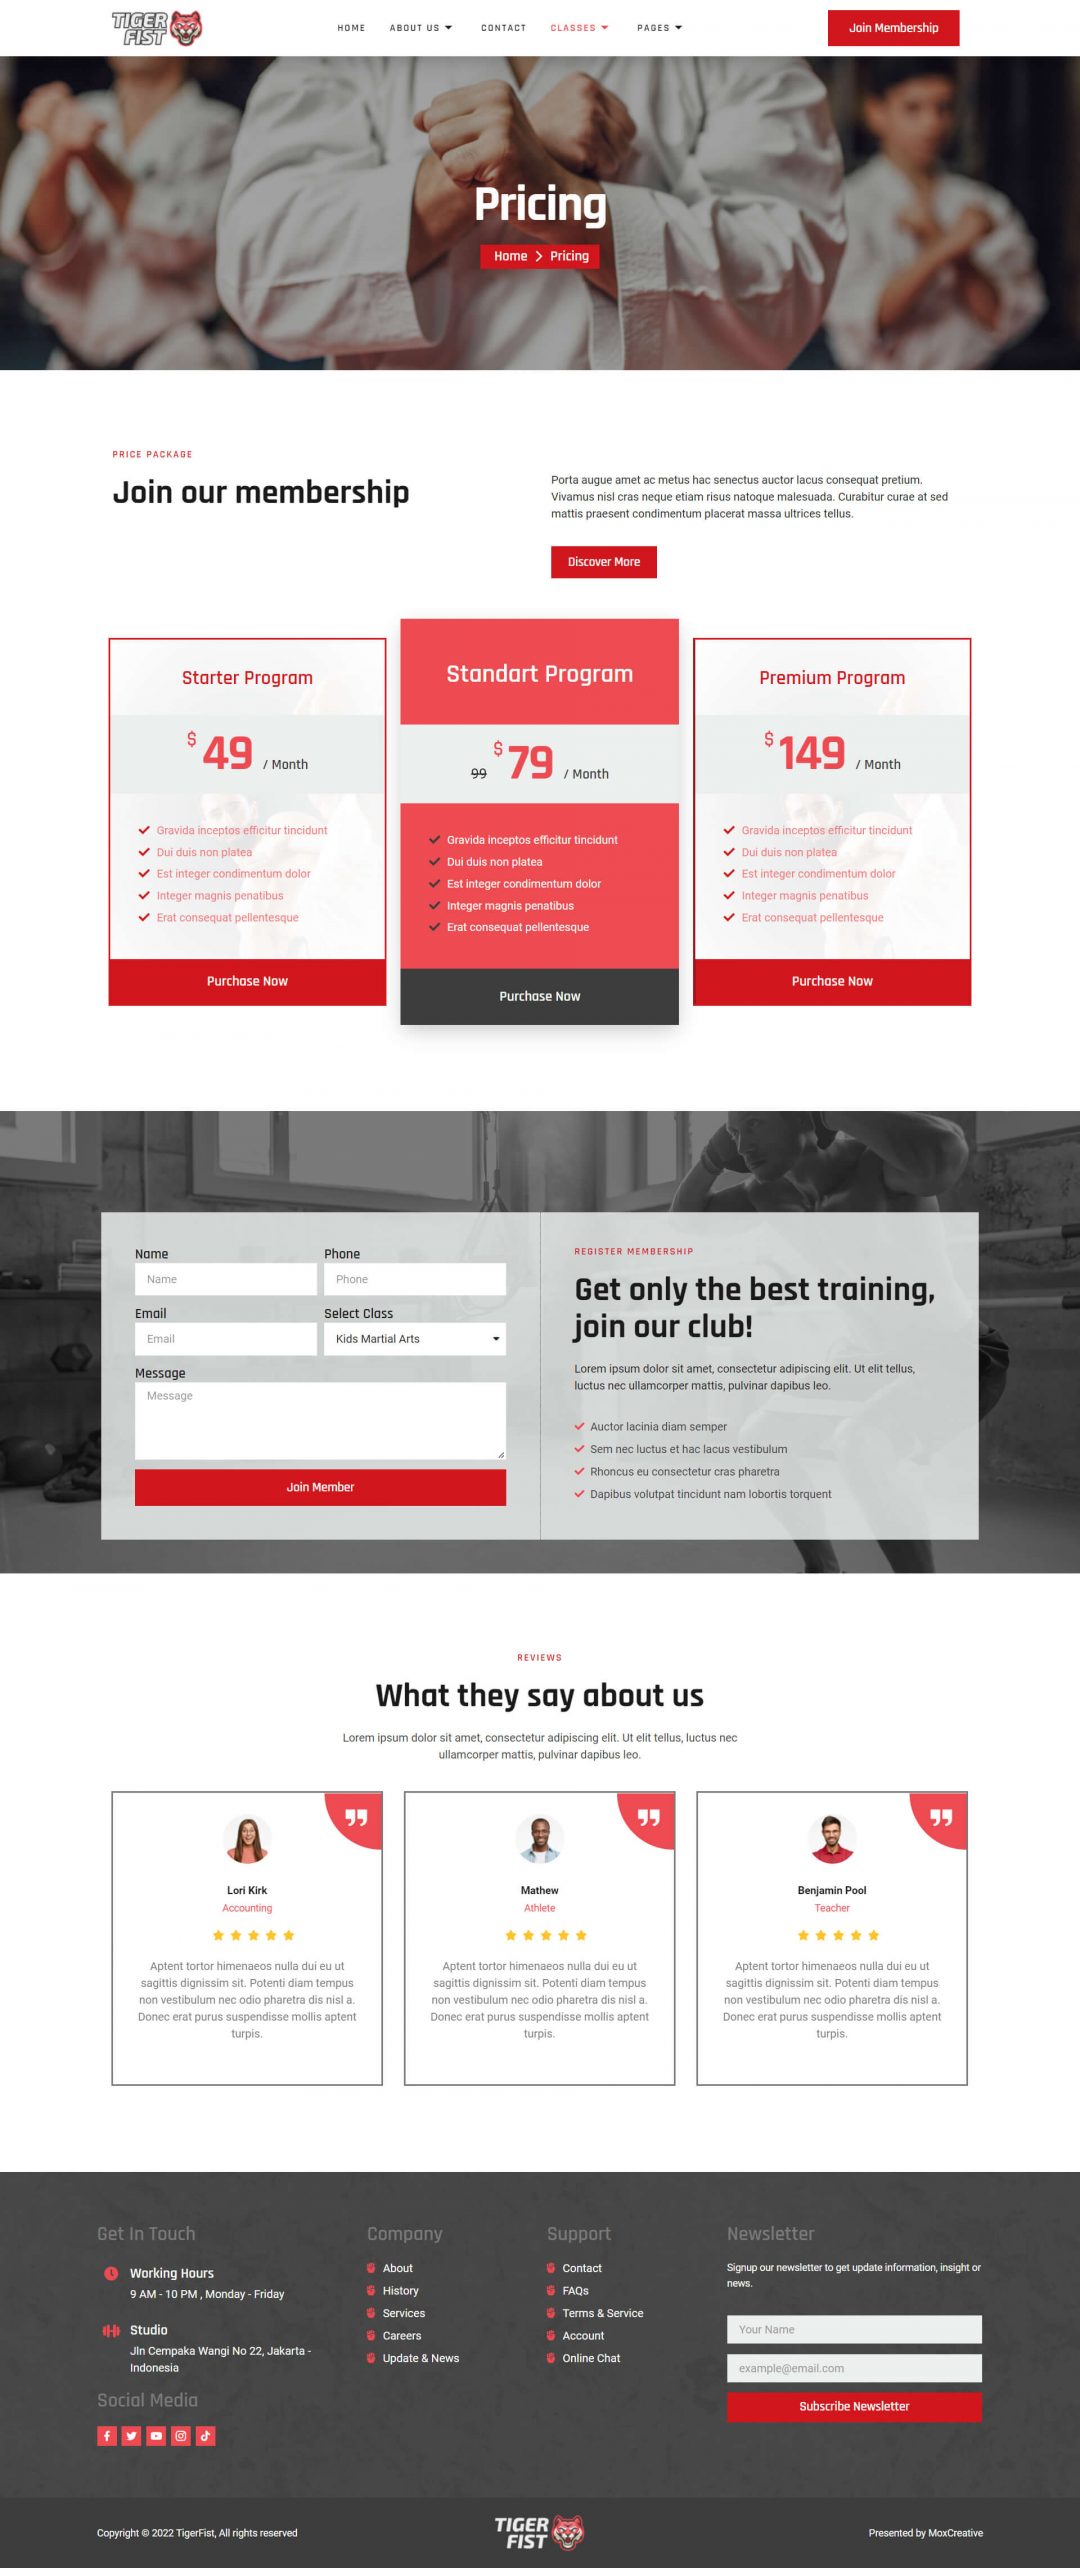 TIGER
FIST
HOME
ABOUT US
CONTACT
CLASSES
PAGES
Join Membership
Pricing
Home
Pricing
PRICE PACKAGE
Join our membership
Porta augue amet ac metus hac senectus auctor lacus consequat pretium.
Vivamus nisl cras neque etiam risus natoque malesuada. Curabitur curae at sed
mattis praesent condimentum placerat massa ultrices tellus.
Discover More
Starter Program
$ 49 / Month
Gravida inceptos efficitur tincidunt
Dui duis non platea
Est integer condimentum dolor
Integer magnis penatibus
Erat consequat pellentesque
Purchase Now
Standart Program
99 $ 79 / Month
Gravida inceptos efficitur tincidunt
Dui duis non platea
Est integer condimentum dolor
Integer magnis penatibus
Erat consequat pellentesque
Purchase Now
Premium Program
$ 149 / Month
Gravida inceptos efficitur tincidunt
Dui duis non platea
Est integer condimentum dolor
Integer magnis penatibus
Erat consequat pellentesque
Purchase Now
Name
Name
Phone
Phone
Email
Email
Select Class
Kids Martial Arts
Message
Message
Join Member
REGISTER MEMBERSHIP
Get only the best training,
join our club!
Lorem ipsum dolor sit amet, consectetur adipiscing elit. Ut elit tellus,
luctus nec ullamcorper mattis, pulvinar dapibus leo.
Auctor lacinia diam semper
Sem nec luctus et hac lacus vestibulum
Rhoncus eu consectetur cras pharetra
Dapibus volutpat tincidunt nam lobortis torquent
REVIEWS
What they say about us
Lorem ipsum dolor sit amet, consectetur adipiscing elit. Ut elit tellus, luctus nec
ullamcorper mattis, pulvinar dapibus leo.
Lori Kirk
Accounting
Aptent tortor himenaeos nulla dui eu ut
sagittis dignissim sit. Potenti diam tempus
non vestibulum nec odio pharetra dis nisl a.
Donec erat purus suspendisse mollis aptent
turpis.
Mathew
Athlete
Aptent tortor himenaeos nulla dui eu ut
sagittis dignissim sit. Potenti diam tempus
non vestibulum nec odio pharetra dis nisl a.
Donec erat purus suspendisse mollis aptent
turpis.
Benjamin Pool
Teacher
Aptent tortor himenaeos nulla dui eu ut
sagittis dignissim sit. Potenti diam tempus
non vestibulum nec odio pharetra dis nisl a.
Donec erat purus suspendisse mollis aptent
turpis.
Get In Touch
Working Hours
9 AM - 10 PM , Monday - Friday
Studio
Jln Cempaka Wangi No 22, Jakarta -
Indonesia
Social Media
Company
About
History
Services
Careers
Update & News
Support
Contact
FAQs
Terms & Service
Account
Online Chat
Newsletter
Signup our newsletter to get update information, insight or
news.
Your Name
example@email.com
Subscribe Newsletter
Copyright © 2022 TigerFist, All rights reserved
TIGER
FIST
Presented by MoxCreative